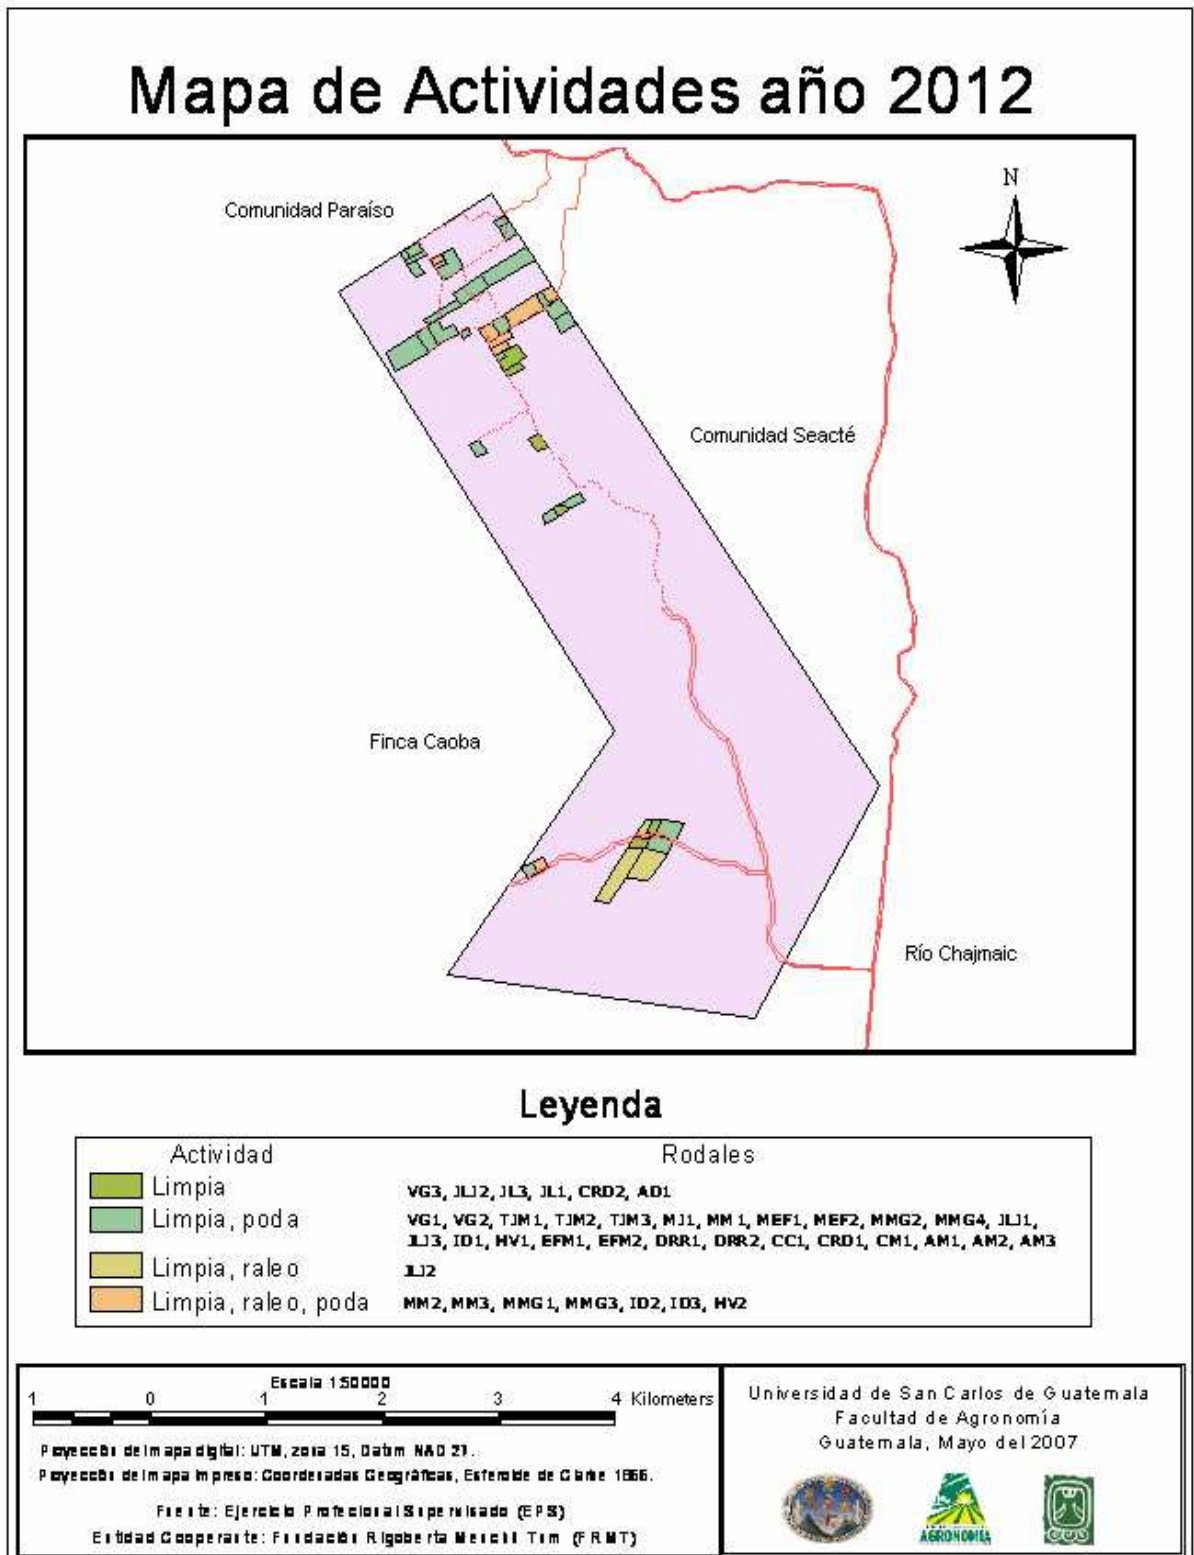 Mapa de Actividades año 2012
N
Comunidad Paraíso
Comunidad Seacté
Finca Caoba
Río Chajmaic
Leyenda
Actividad Rodales
Limpia VG3, JLJ2, JL3, JL1, CRD2, AD1
Limpia, poda VG1, VG2, TJM1, TJM2, TJM3, MJ1, MM1, MEF1, MEF2, MMG2, MMG4, JLJ1,
JLJ3, ID1, HV1, EFM1, EFM2, DRR1, DRR2, CC1, CRD1, CM1, AM1, AM2, AM3
Limpia, raleo JLJ2
Limpia, raleo, poda MM2, MM3, MMG1, MMG3, ID2, ID3, HV2
Escala 1:50000
1 0 1 2 3 4 Kilometers
Proyección del mapa digital: UTM, zona 15, Datum NAD 27.
Proyección del mapa impreso: Coordenadas Geográficas, Esferoide de Clarke 1866.
Fuente: Ejercicio Profecional Supervisado (EPS)
Entidad Cooperante: Fundación Rigoberta Menchú Tum (FRMT)
Universidad de San Carlos de Guatemala
Facultad de Agronomía
Guatemala, Mayo del 2007
AGRONOMIA